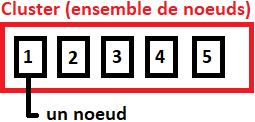 Cluster (ensemble de noeuds)
1 2 3 4 5
un noeud